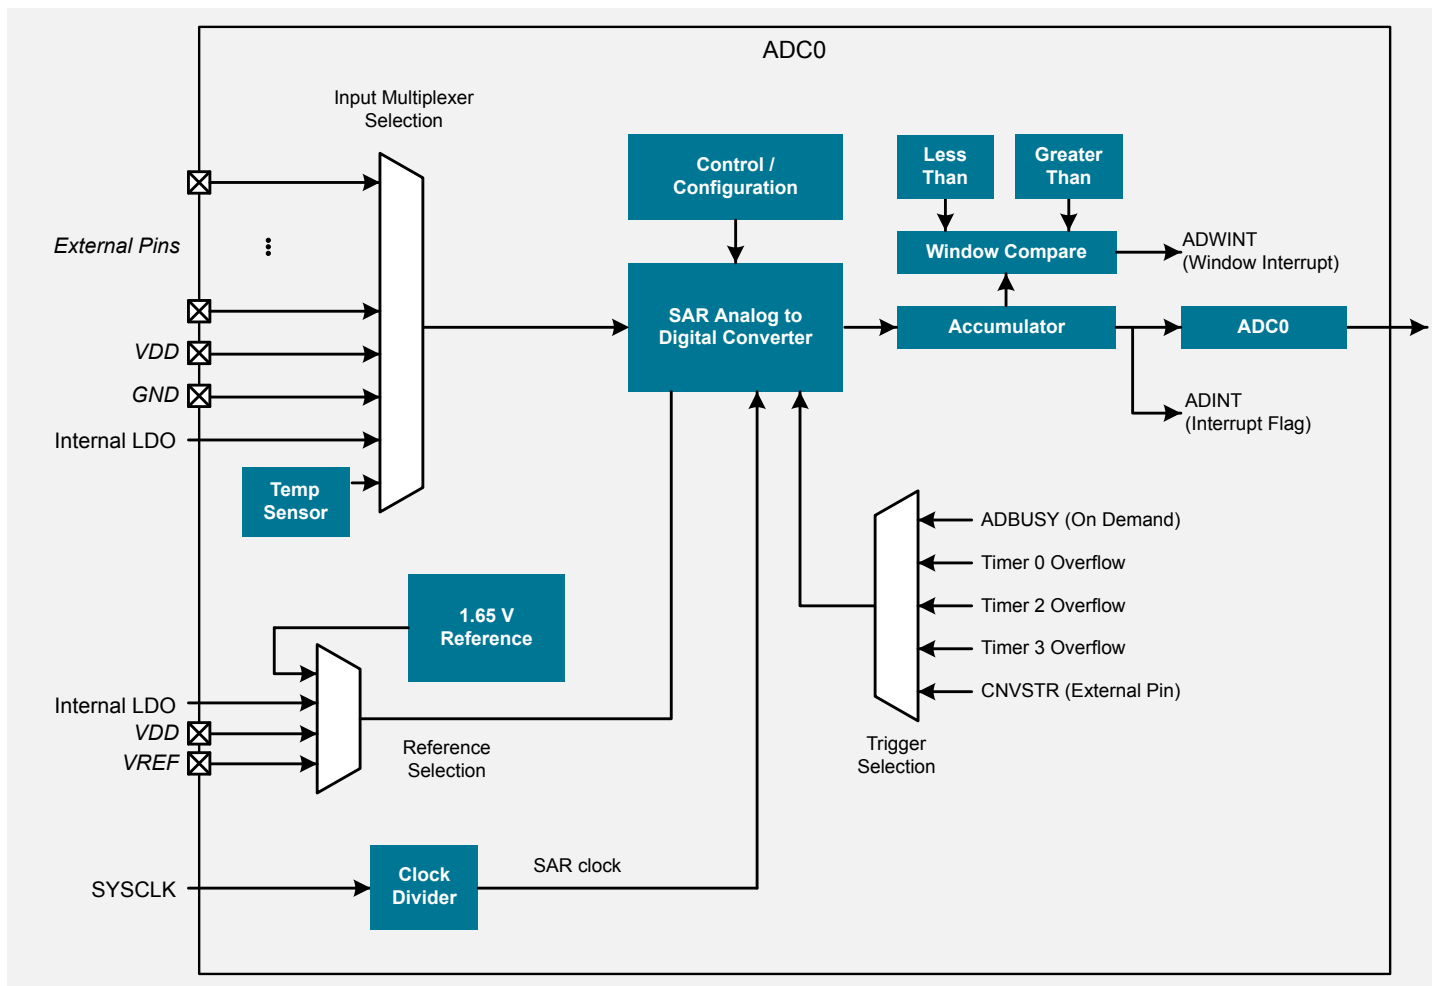 ADC0
Input Multiplexer
Selection
Control /
Configuration
Less
Than
Greater
Than
External Pins
Window Compare
ADWINT
(Window Interrupt)
SAR Analog to
Digital Converter
Accumulator
ADC0
VDD
GND
Internal LDO
ADINT
(Interrupt Flag)
Temp
Sensor
ADBUSY (On Demand)
Timer 0 Overflow
Timer 2 Overflow
Timer 3 Overflow
CNVSTR (External Pin)
Trigger
Selection
1.65 V
Reference
Internal LDO
VDD
VREF
Reference
Selection
SYSCLK
Clock
Divider
SAR clock